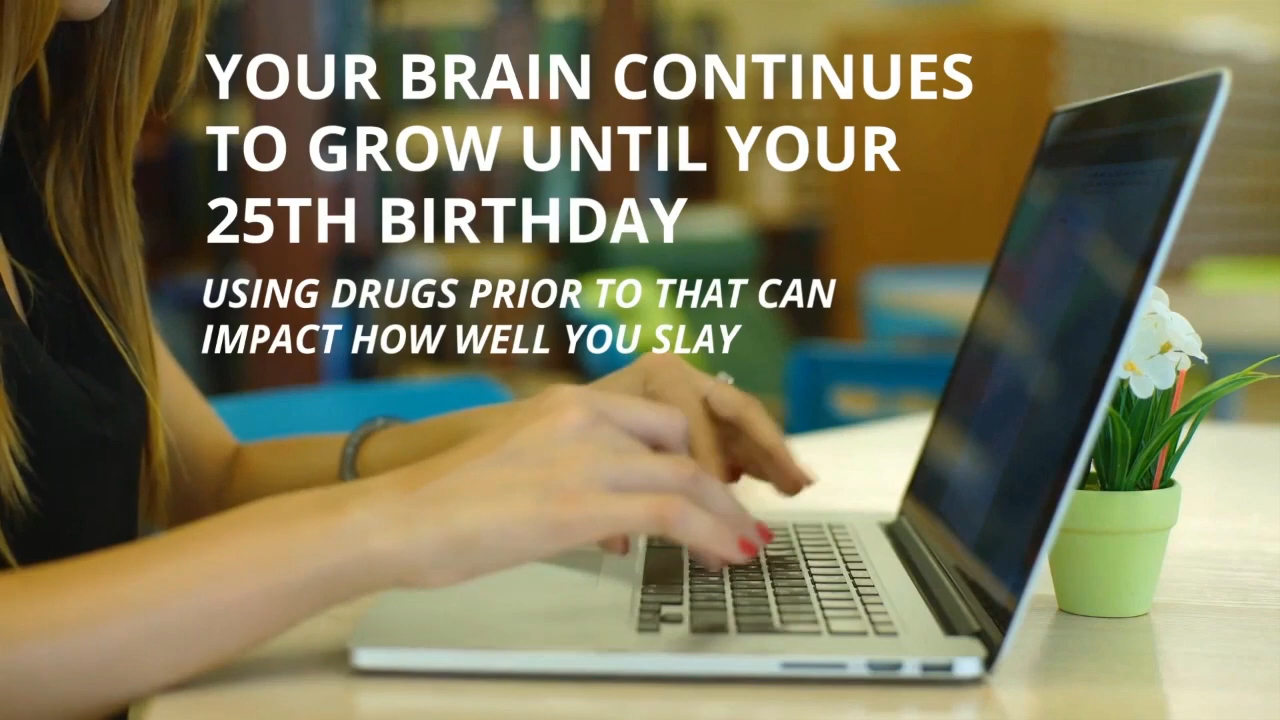 YOUR BRAIN CONTINUES
TO GROW UNTIL YOUR
25TH BIRTHDAY
USING DRUGS PRIOR TO THAT CAN
IMPACT HOW WELL YOU SLAY